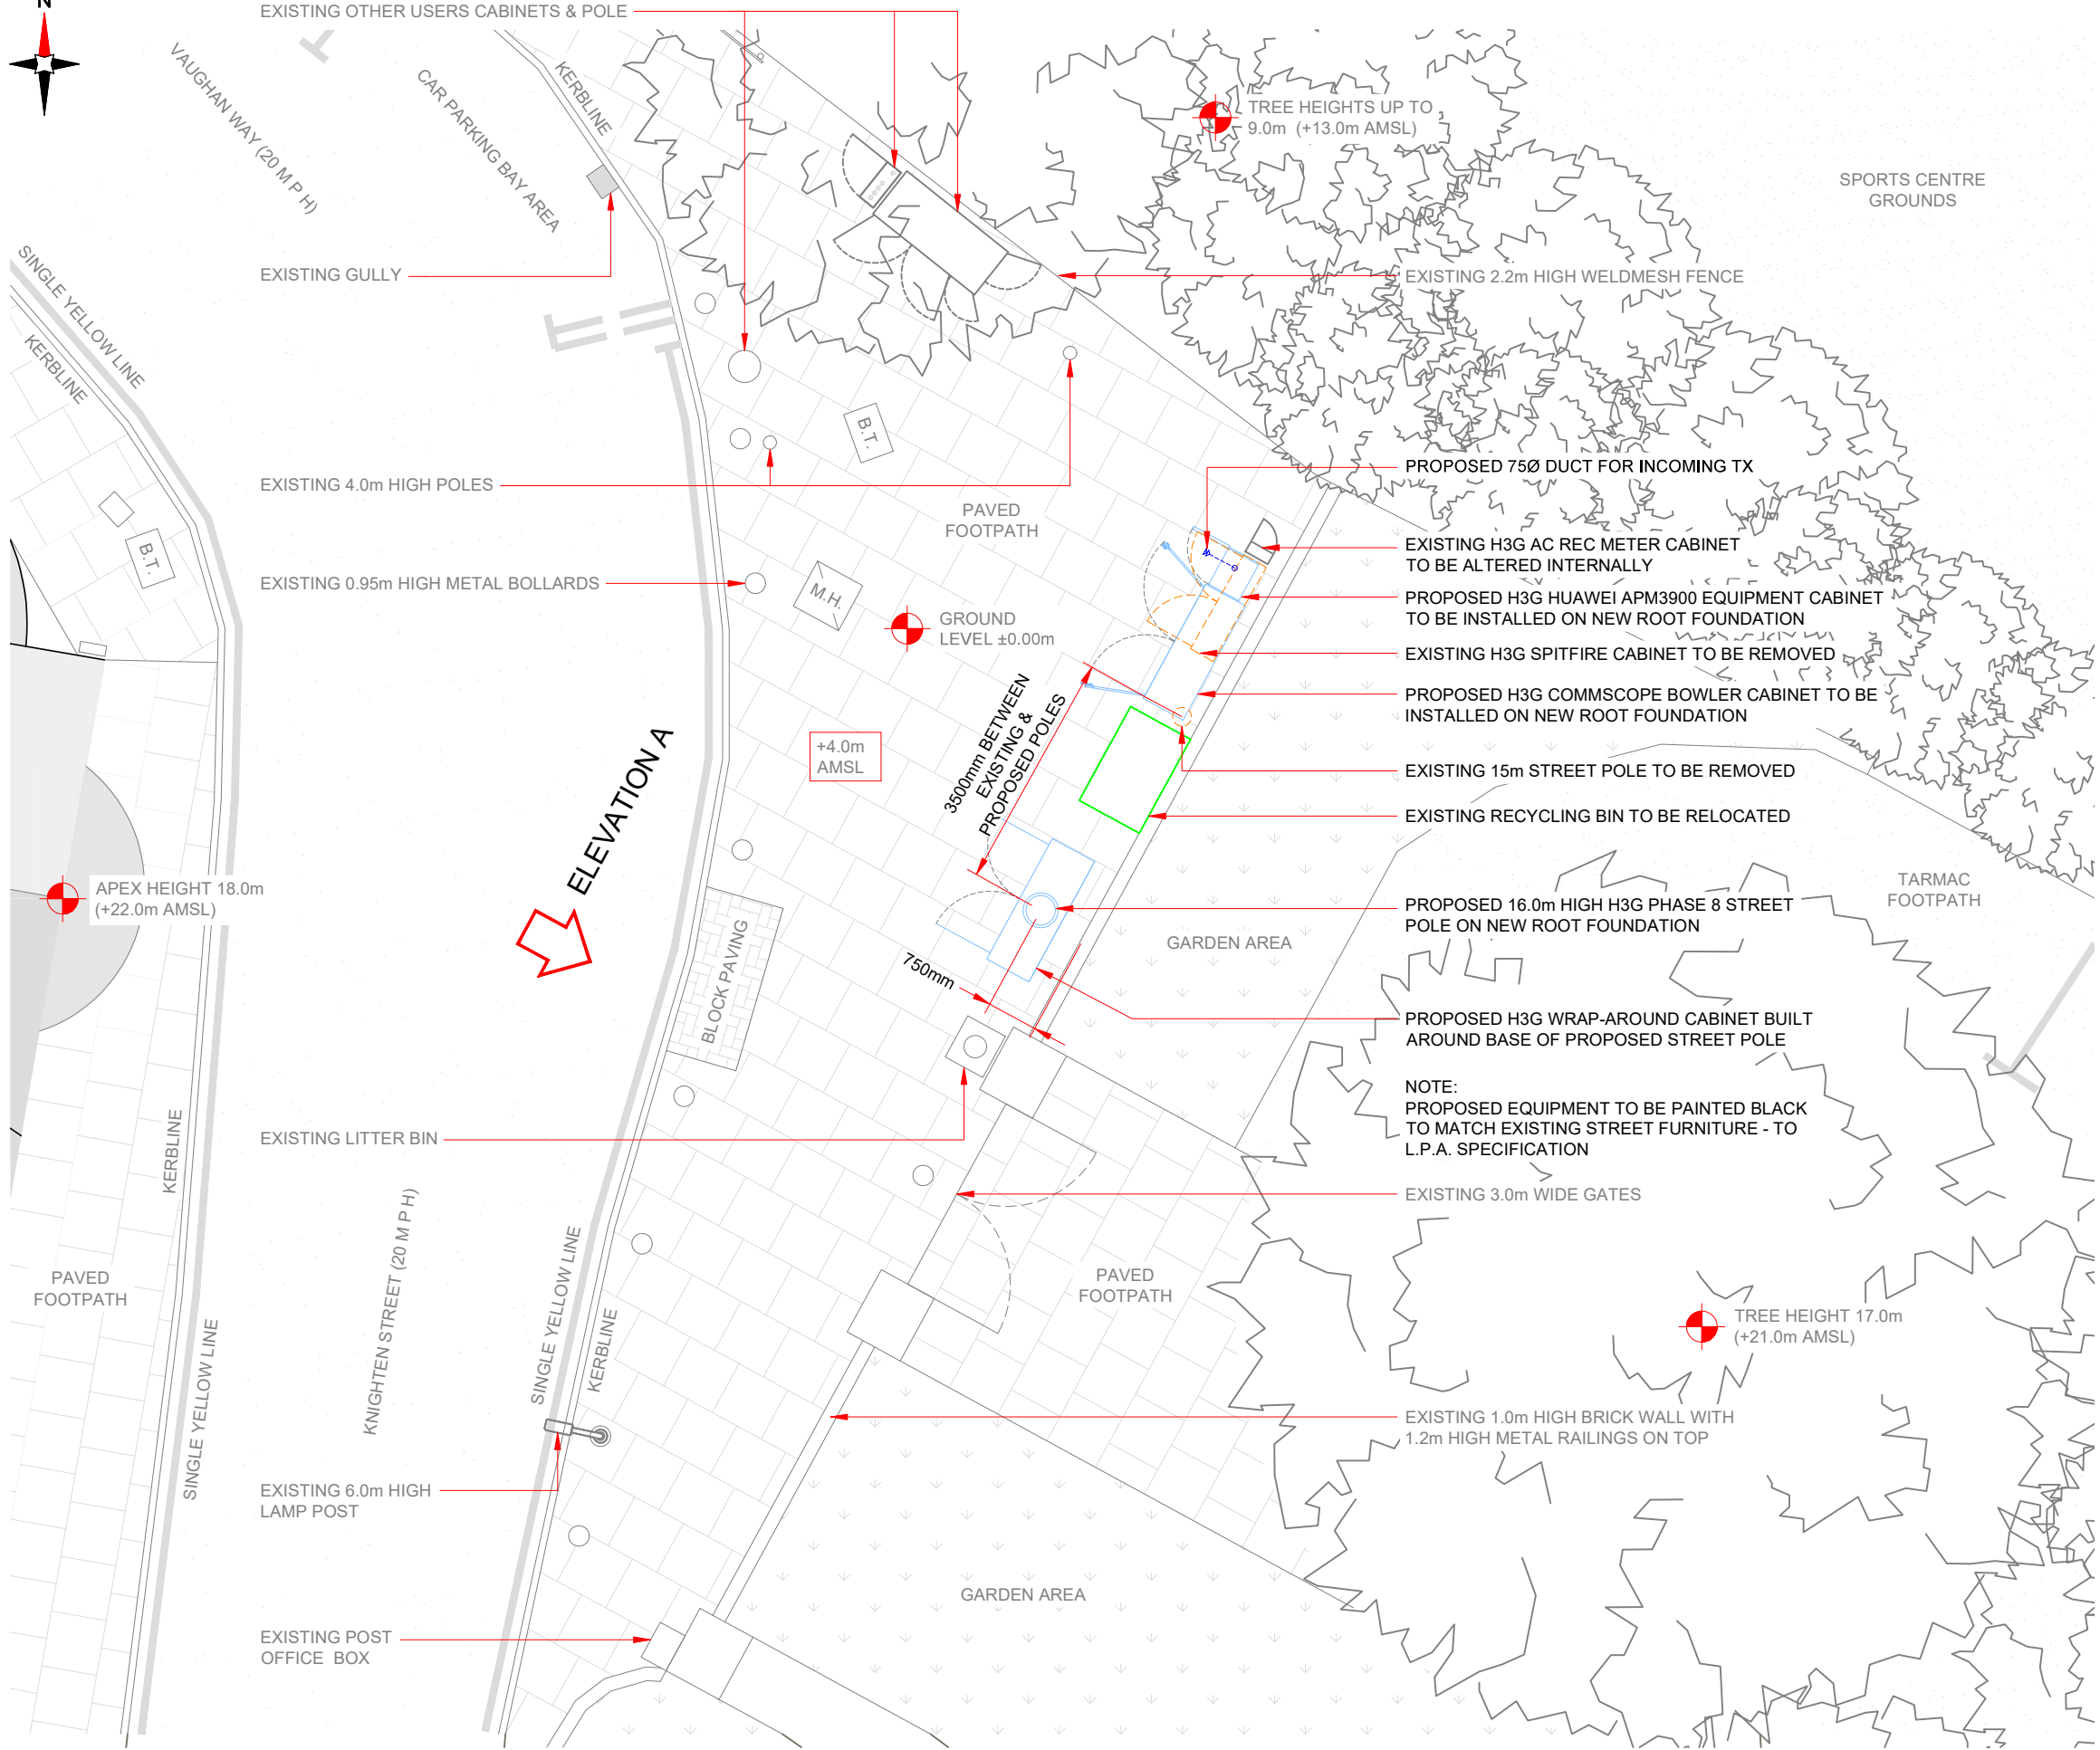 N
EXISTING OTHER USERS CABINETS & POLE
VAUGHAN WAY (20 M P H)
CAR PARKING BAY AREA
KERBLINE
TREE HEIGHTS UP TO
9.0m (+13.0m AMSL)
SPORTS CENTRE
GROUNDS
EXISTING GULLY
EXISTING 2.2m HIGH WELDMESH FENCE
SINGLE YELLOW LINE
KERBLINE
B.T.
EXISTING 4.0m HIGH POLES
PAVED
FOOTPATH
PROPOSED 75Ø DUCT FOR INCOMING TX
B.T.
EXISTING H3G AC REC METER CABINET
TO BE ALTERED INTERNALLY
EXISTING 0.95m HIGH METAL BOLLARDS
M.H.
PROPOSED H3G HUAWEI APM3900 EQUIPMENT CABINET
TO BE INSTALLED ON NEW ROOT FOUNDATION
GROUND
LEVEL ±0.00m
EXISTING H3G SPITFIRE CABINET TO BE REMOVED
PROPOSED H3G COMMSCOPE BOWLER CABINET TO BE
INSTALLED ON NEW ROOT FOUNDATION
3500mm BETWEEN
EXISTING &
PROPOSED POLES
+4.0m
AMSL
EXISTING 15m STREET POLE TO BE REMOVED
EXISTING RECYCLING BIN TO BE RELOCATED
ELEVATION A
APEX HEIGHT 18.0m
(+22.0m AMSL)
TARMAC
FOOTPATH
PROPOSED 16.0m HIGH H3G PHASE 8 STREET
POLE ON NEW ROOT FOUNDATION
GARDEN AREA
BLOCK PAVING
750mm
PROPOSED H3G WRAP-AROUND CABINET BUILT
AROUND BASE OF PROPOSED STREET POLE
NOTE:
PROPOSED EQUIPMENT TO BE PAINTED BLACK
TO MATCH EXISTING STREET FURNITURE - TO
L.P.A. SPECIFICATION
EXISTING LITTER BIN
KERBLINE
EXISTING 3.0m WIDE GATES
KNIGHTEN STREET (20 M P H)
SINGLE YELLOW LINE
KERBLINE
PAVED
FOOTPATH
PAVED
FOOTPATH
TREE HEIGHT 17.0m
(+21.0m AMSL)
SINGLE YELLOW LINE
EXISTING 1.0m HIGH BRICK WALL WITH
1.2m HIGH METAL RAILINGS ON TOP
EXISTING 6.0m HIGH
LAMP POST
GARDEN AREA
EXISTING POST
OFFICE BOX